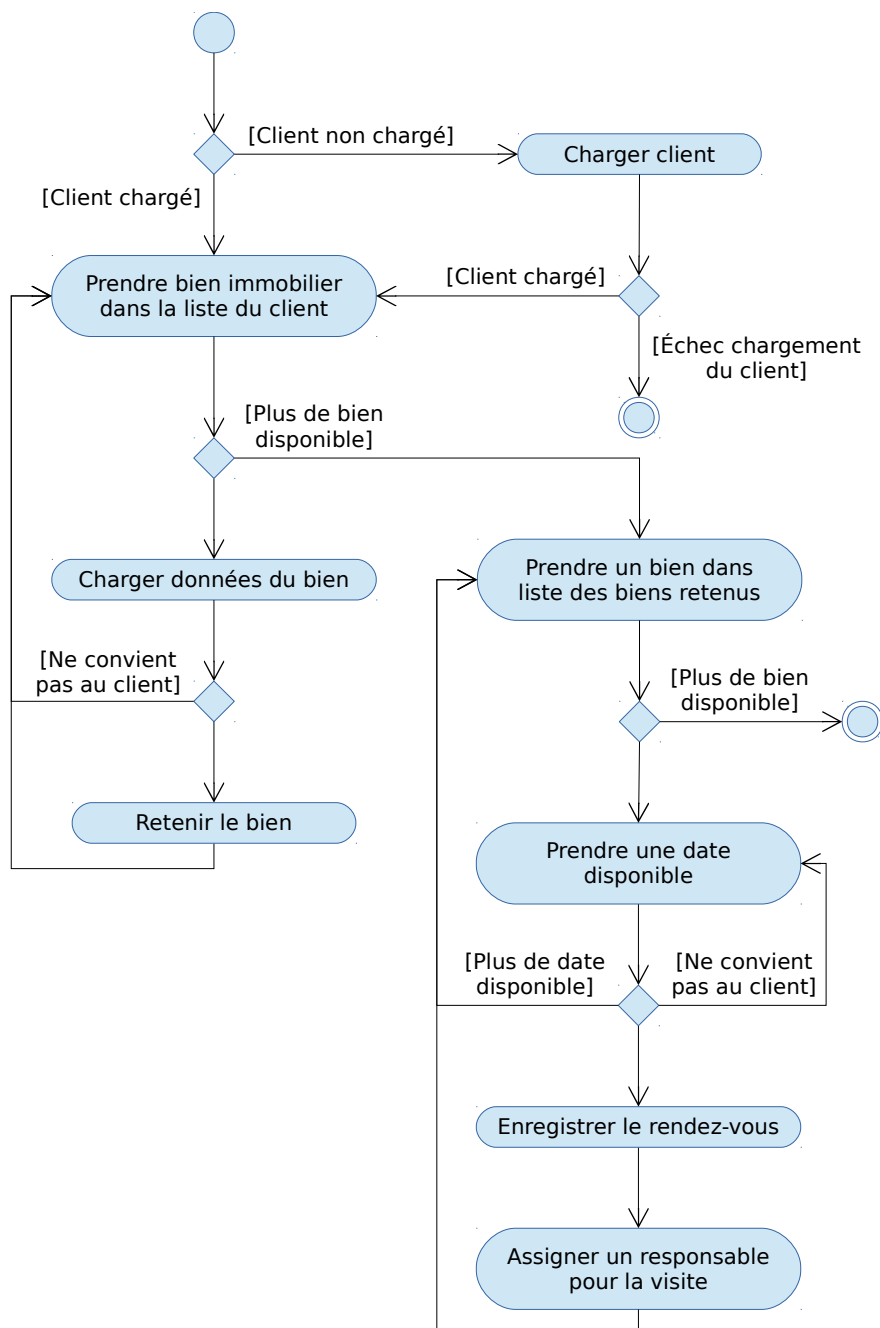 [Client non chargé]
Charger client
[Client chargé]
Prendre bien immobilier
dans la liste du client
[Client chargé]
[Échec chargement
du client]
[Plus de bien
disponible]
Charger données du bien
Prendre un bien dans
liste des biens retenus
[Ne convient
pas au client]
[Plus de bien
disponible]
Retenir le bien
Prendre une date
disponible
[Plus de date
disponible]
[Ne convient
pas au client]
Enregistrer le rendez-vous
Assigner un responsable
pour la visite